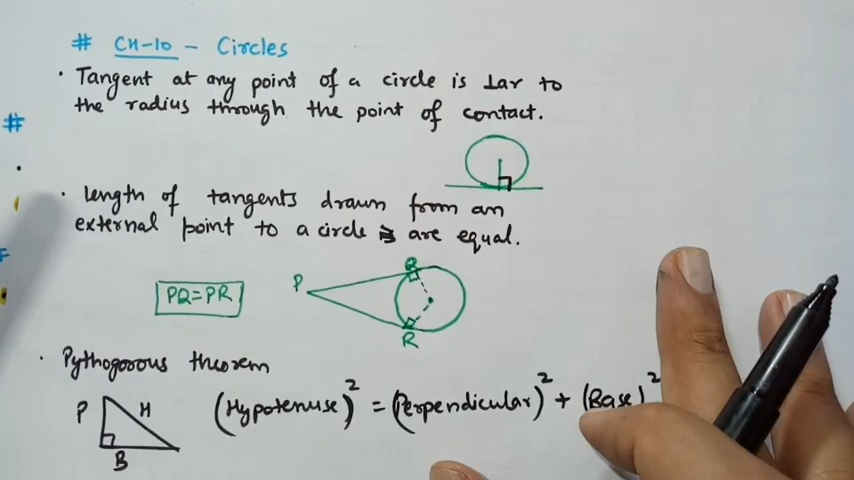 # CH-10 - Circles
· Tangent at any point of a circle is ⊥ar to
the radius through the point of contact.
#
· length of tangents drawn from an
external point to a circle are equal.
PQ=PR
P
Q
R
· Pythogorous theorem
P H
B
(Hypotenuse)² = (Perpendicular)² + (Base)²